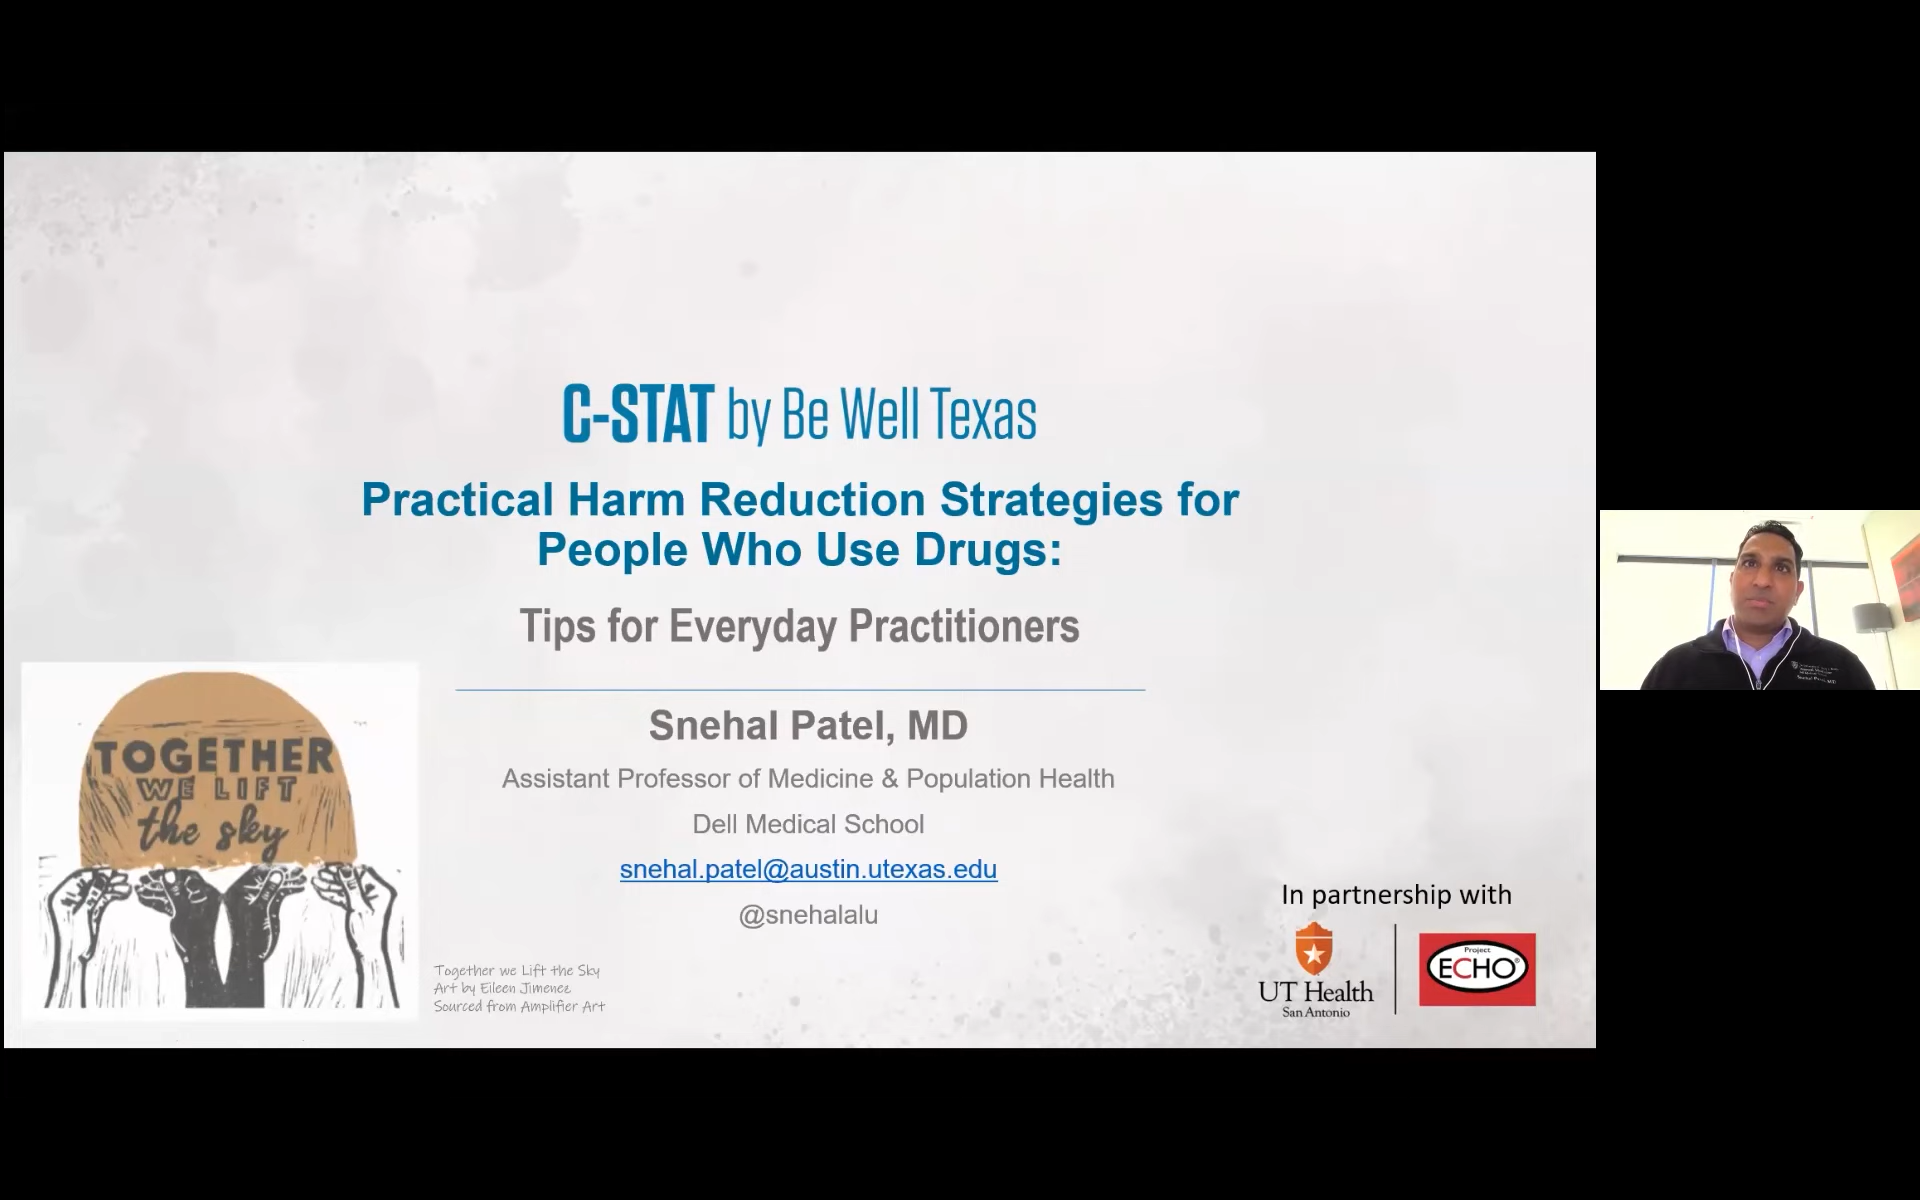 C-STAT by Be Well Texas
Practical Harm Reduction Strategies for
People Who Use Drugs:
Tips for Everyday Practitioners
Snehal Patel, MD
Assistant Professor of Medicine & Population Health
Dell Medical School
snehal.patel@austin.utexas.edu
@snehalalu
TOGETHER
WE LIFT
the sky
Together we Lift the Sky
Art by Eileen Jimenez
Sourced from Amplifier Art
In partnership with
UT Health
San Antonio
Project
ECHO®